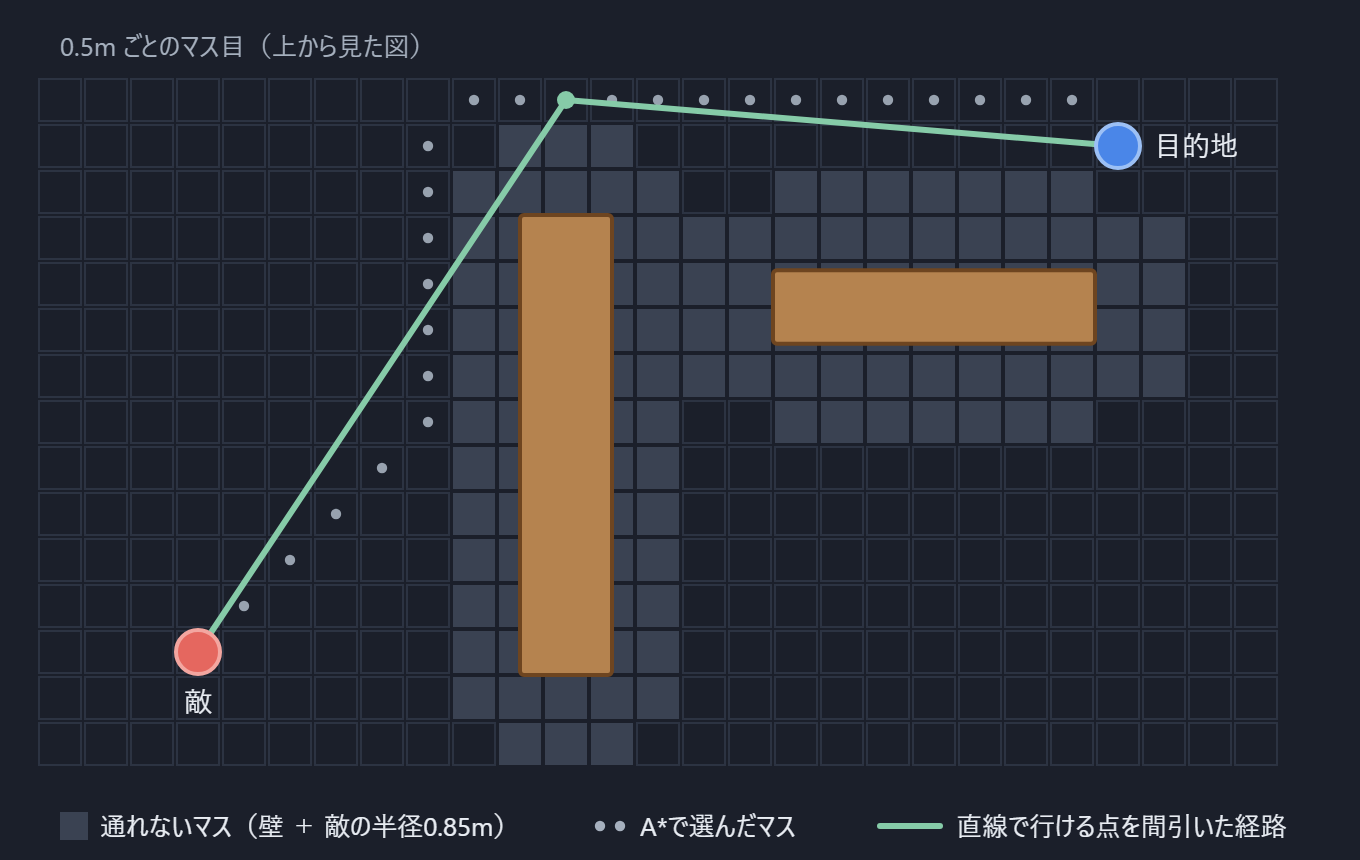 0.5m ごとのマス目（上から見た図）
目的地
敵
通れないマス（壁 ＋ 敵の半径0.85m）
A*で選んだマス
直線で行ける点を間引いた経路